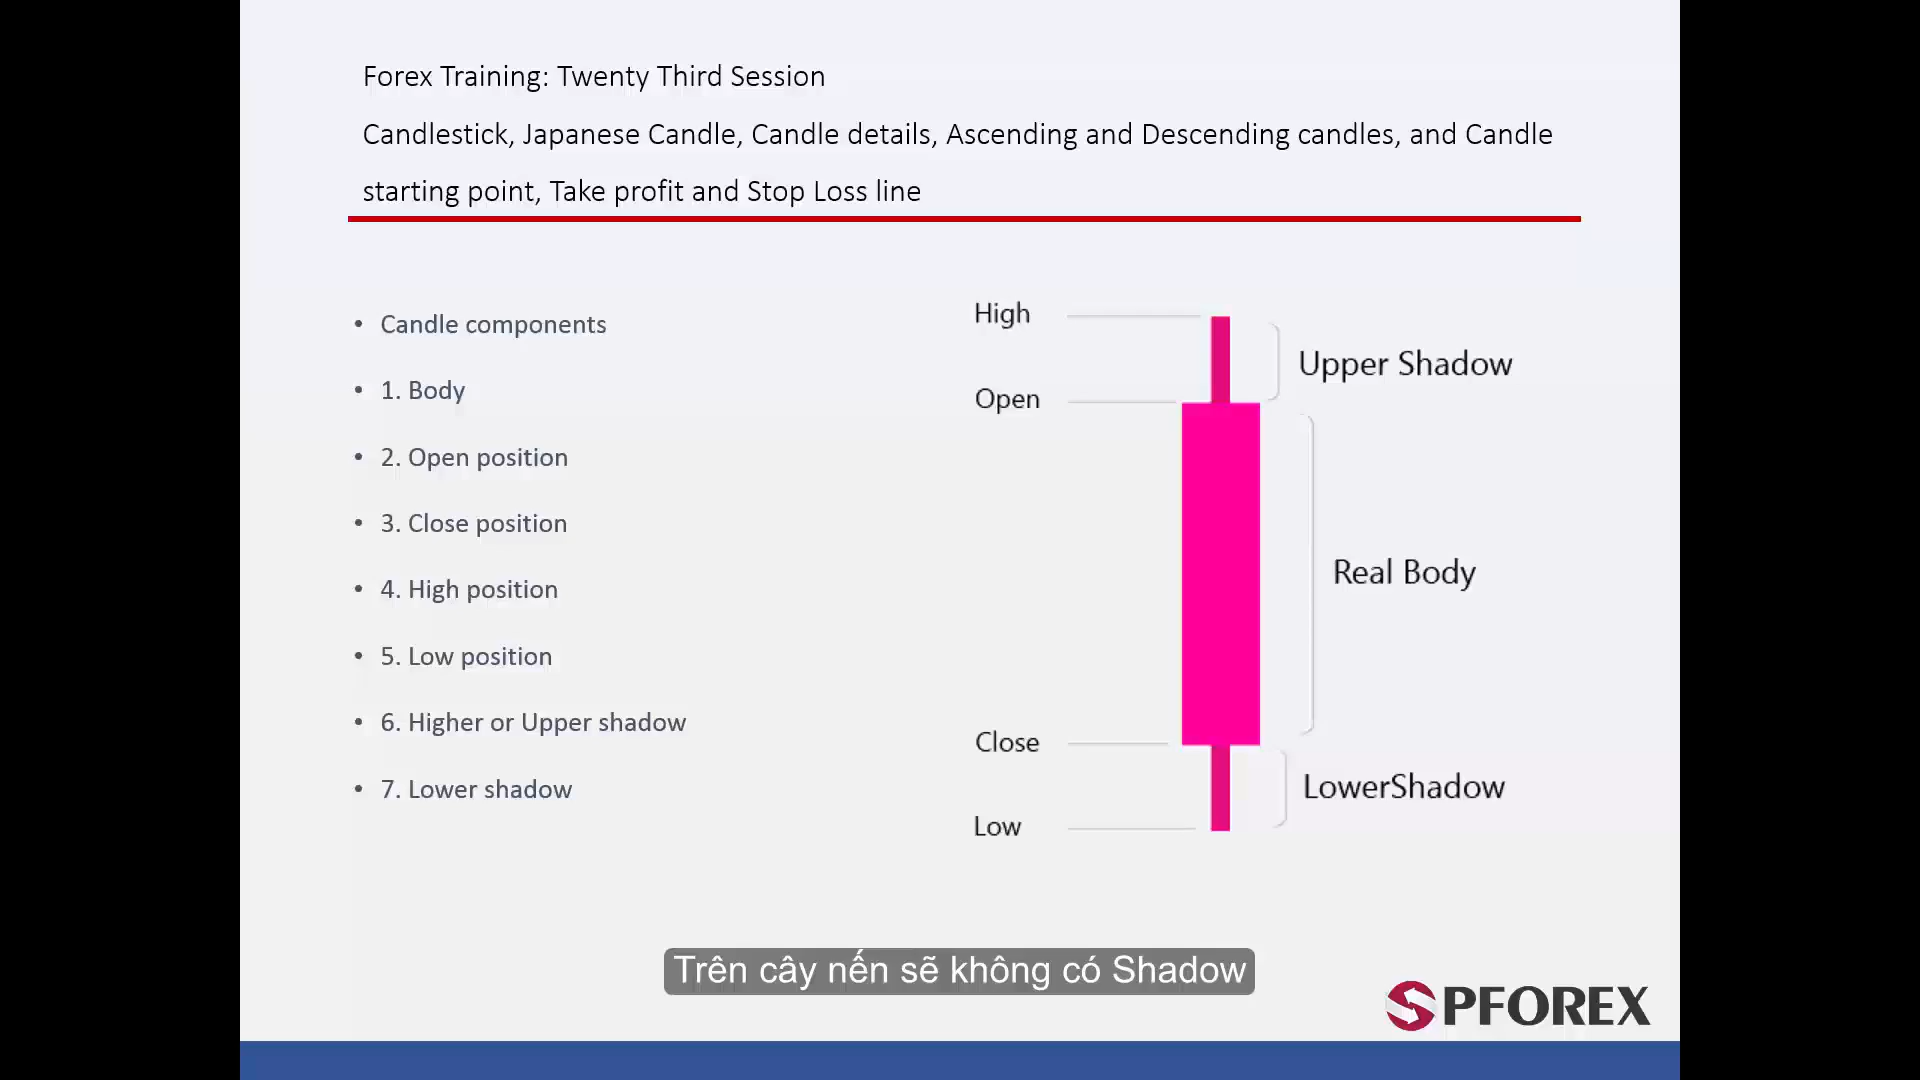 Forex Training: Twenty Third Session
Candlestick, Japanese Candle, Candle details, Ascending and Descending candles, and Candle
starting point, Take profit and Stop Loss line
• Candle components
• 1. Body
• 2. Open position
• 3. Close position
• 4. High position
• 5. Low position
• 6. Higher or Upper shadow
• 7. Lower shadow
High
Upper Shadow
Open
Real Body
Close
LowerShadow
Low
Trên cây nến sẽ không có Shadow
SPFOREX